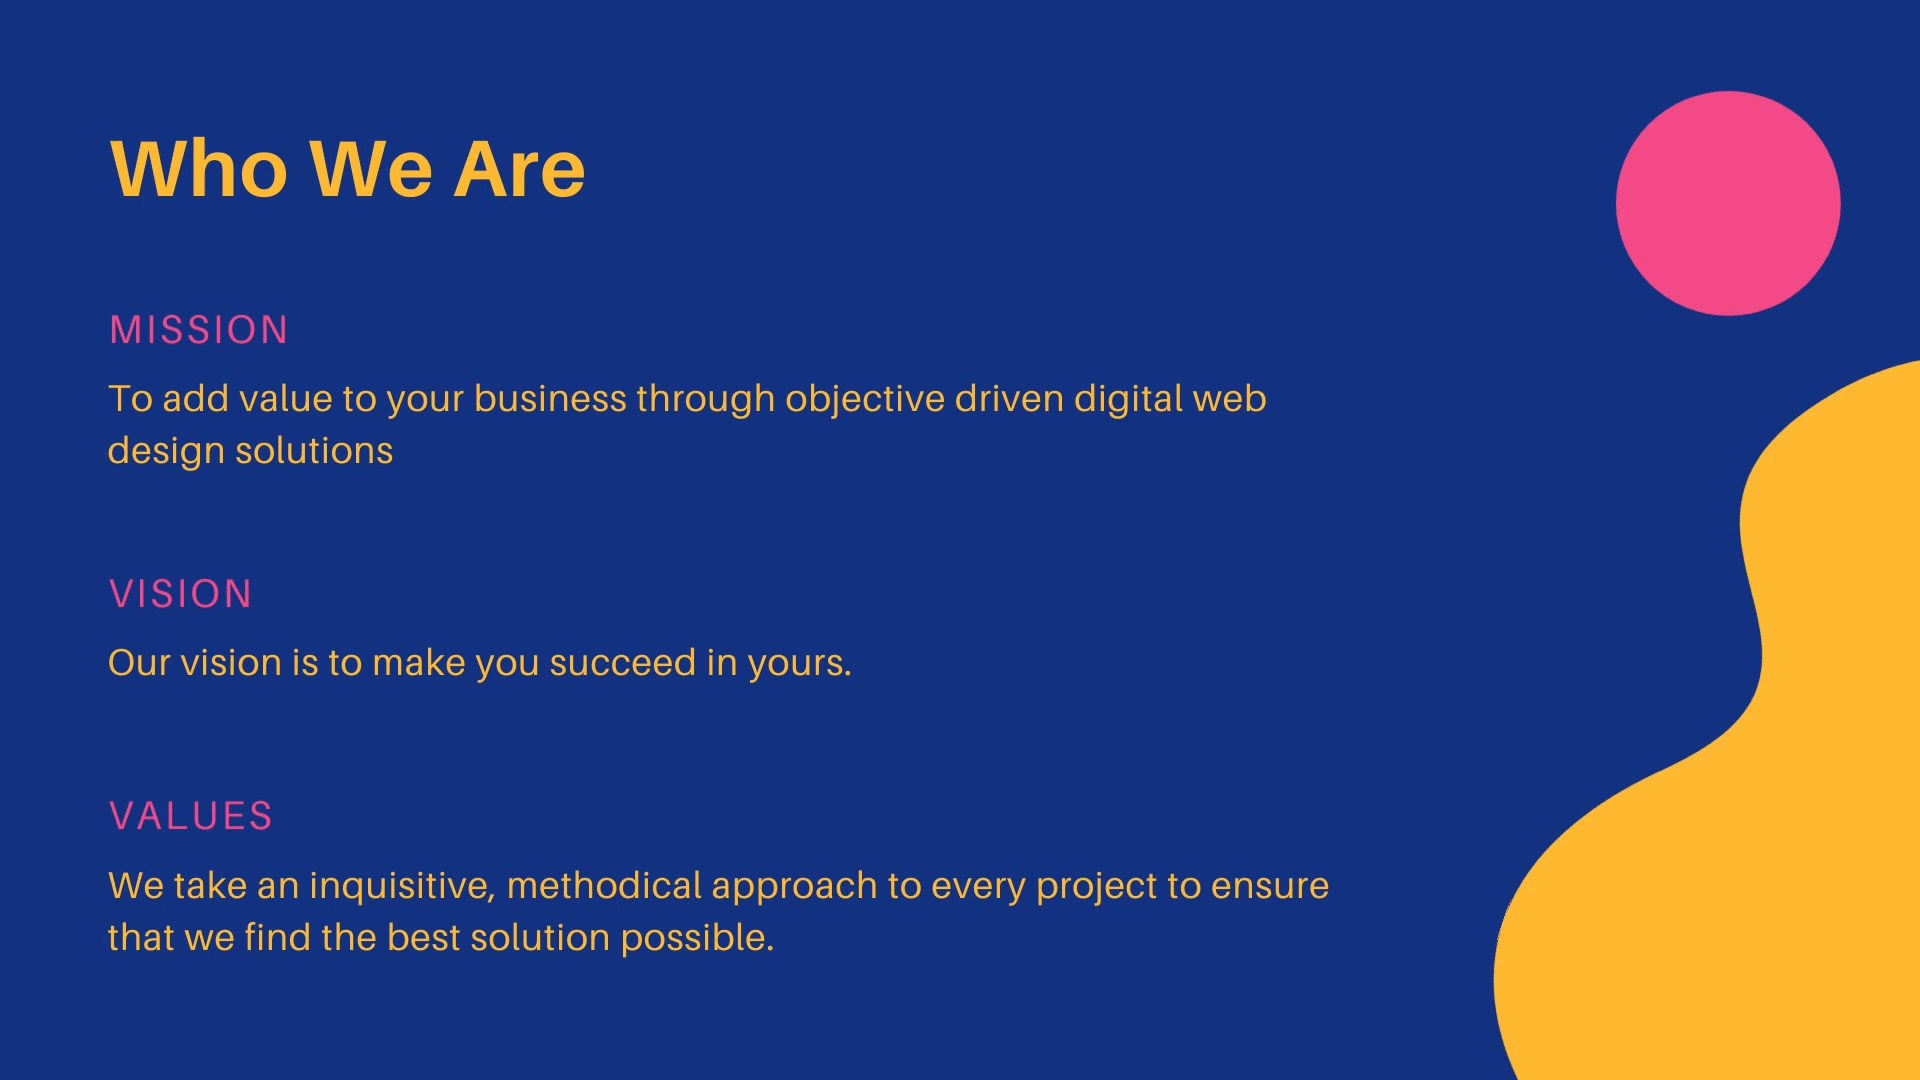 Who We Are
MISSION
To add value to your business through objective driven digital web
design solutions
VISION
Our vision is to make you succeed in yours.
VALUES
We take an inquisitive, methodical approach to every project to ensure
that we find the best solution possible.